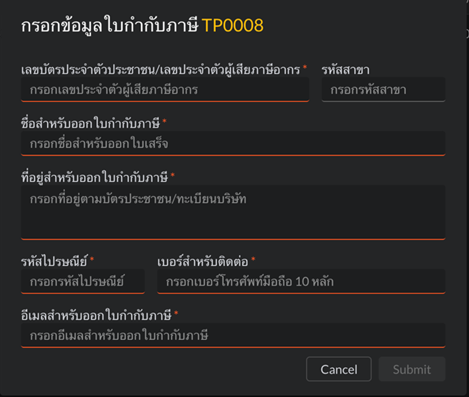 กรอกข้อมูลใบกำกับภาษี TP0008
เลขบัตรประจำตัวประชาชน/เลขประจำตัวผู้เสียภาษีอากร * รหัสสาขา
กรอกเลขประจำตัวผู้เสียภาษีอากร กรอกรหัสสาขา
ชื่อสำหรับออกใบกำกับภาษี *
กรอกชื่อสำหรับออกใบเสร็จ
ที่อยู่สำหรับออกใบกำกับภาษี *
กรอกที่อยู่ตามบัตรประชาชน/ทะเบียนบริษัท
รหัสไปรษณีย์ * เบอร์สำหรับติดต่อ *
กรอกรหัสไปรษณีย์ กรอกเบอร์โทรศัพท์มือถือ 10 หลัก
อีเมลสำหรับออกใบกำกับภาษี *
กรอกอีเมลสำหรับออกใบกำกับภาษี
Cancel Submit